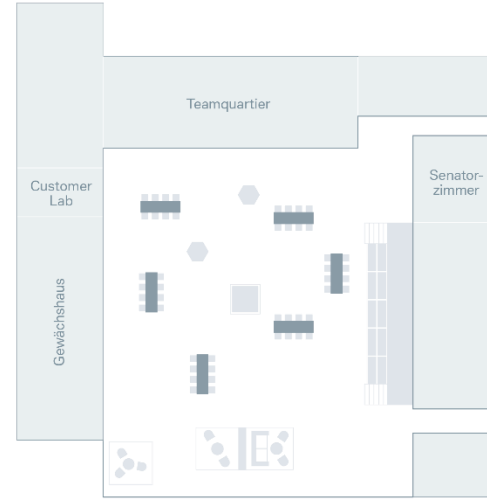 Teamquartier
Customer
Lab
Senator-
zimmer
Gewächshaus